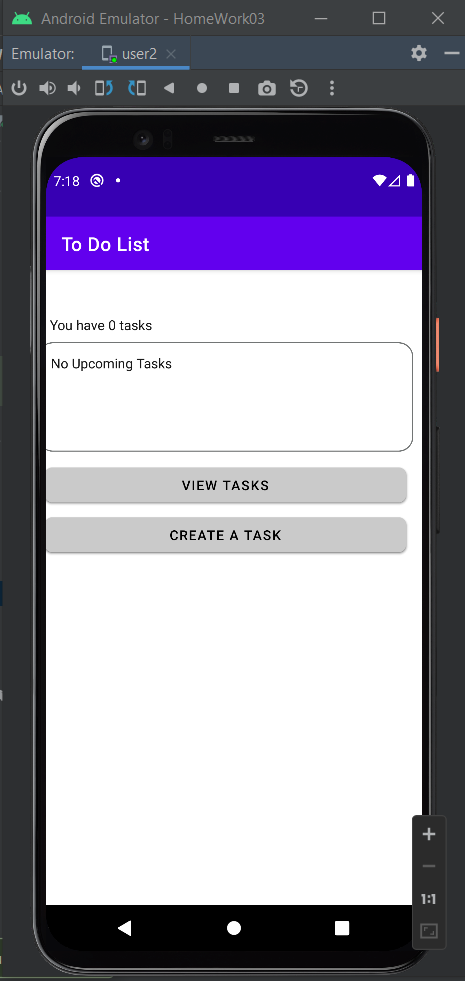 Android Emulator - HomeWork03
Emulator: user2
7:18
To Do List
You have 0 tasks
No Upcoming Tasks
VIEW TASKS
CREATE A TASK
1:1